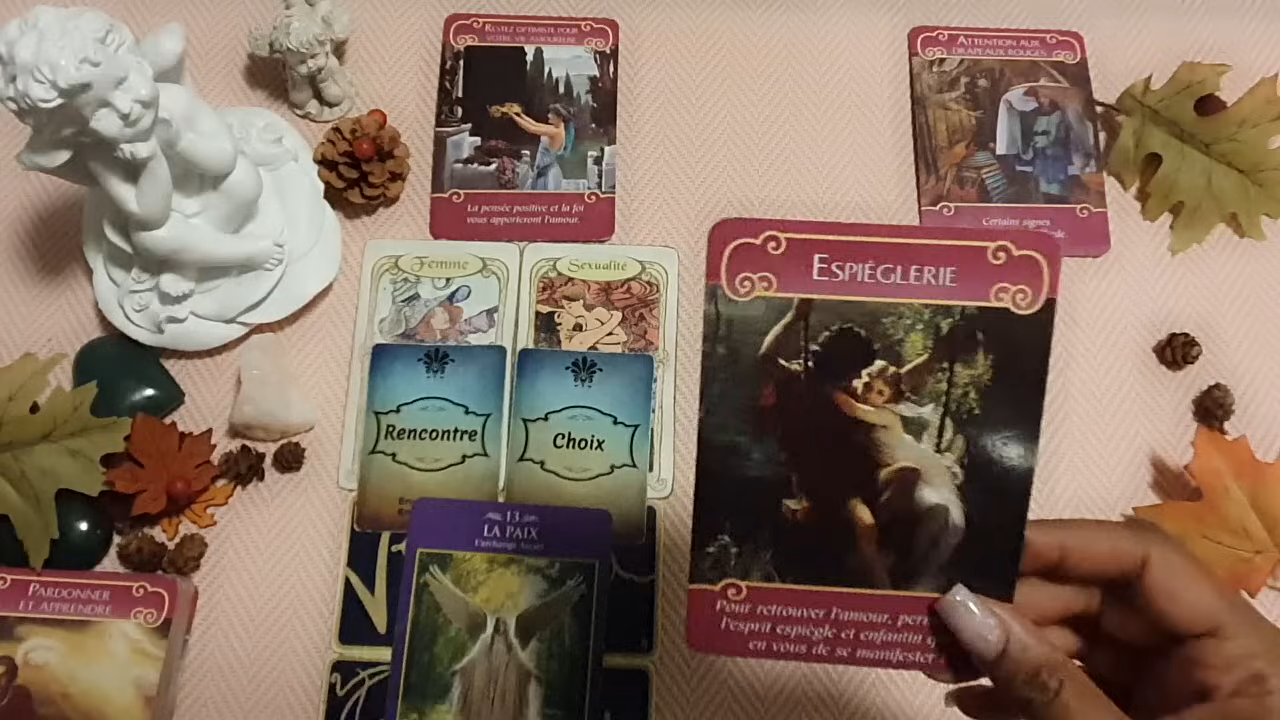 RESTEZ OPTIMISTE POUR
VOTRE VIE AMOUREUSE
La pensée positive et la foi
vous apporteront l'amour.
ATTENTION AUX
DRAPEAUX ROUGES
Certains signes
Femme
Sexualité
Rencontre
Choix
ESPIÈGLERIE
Pour retrouver l'amour,
l'esprit espiègle et enfantin
en vous de se manifester
13
LA PAIX
L'archange
PARDONNER
ET APPRENDRE